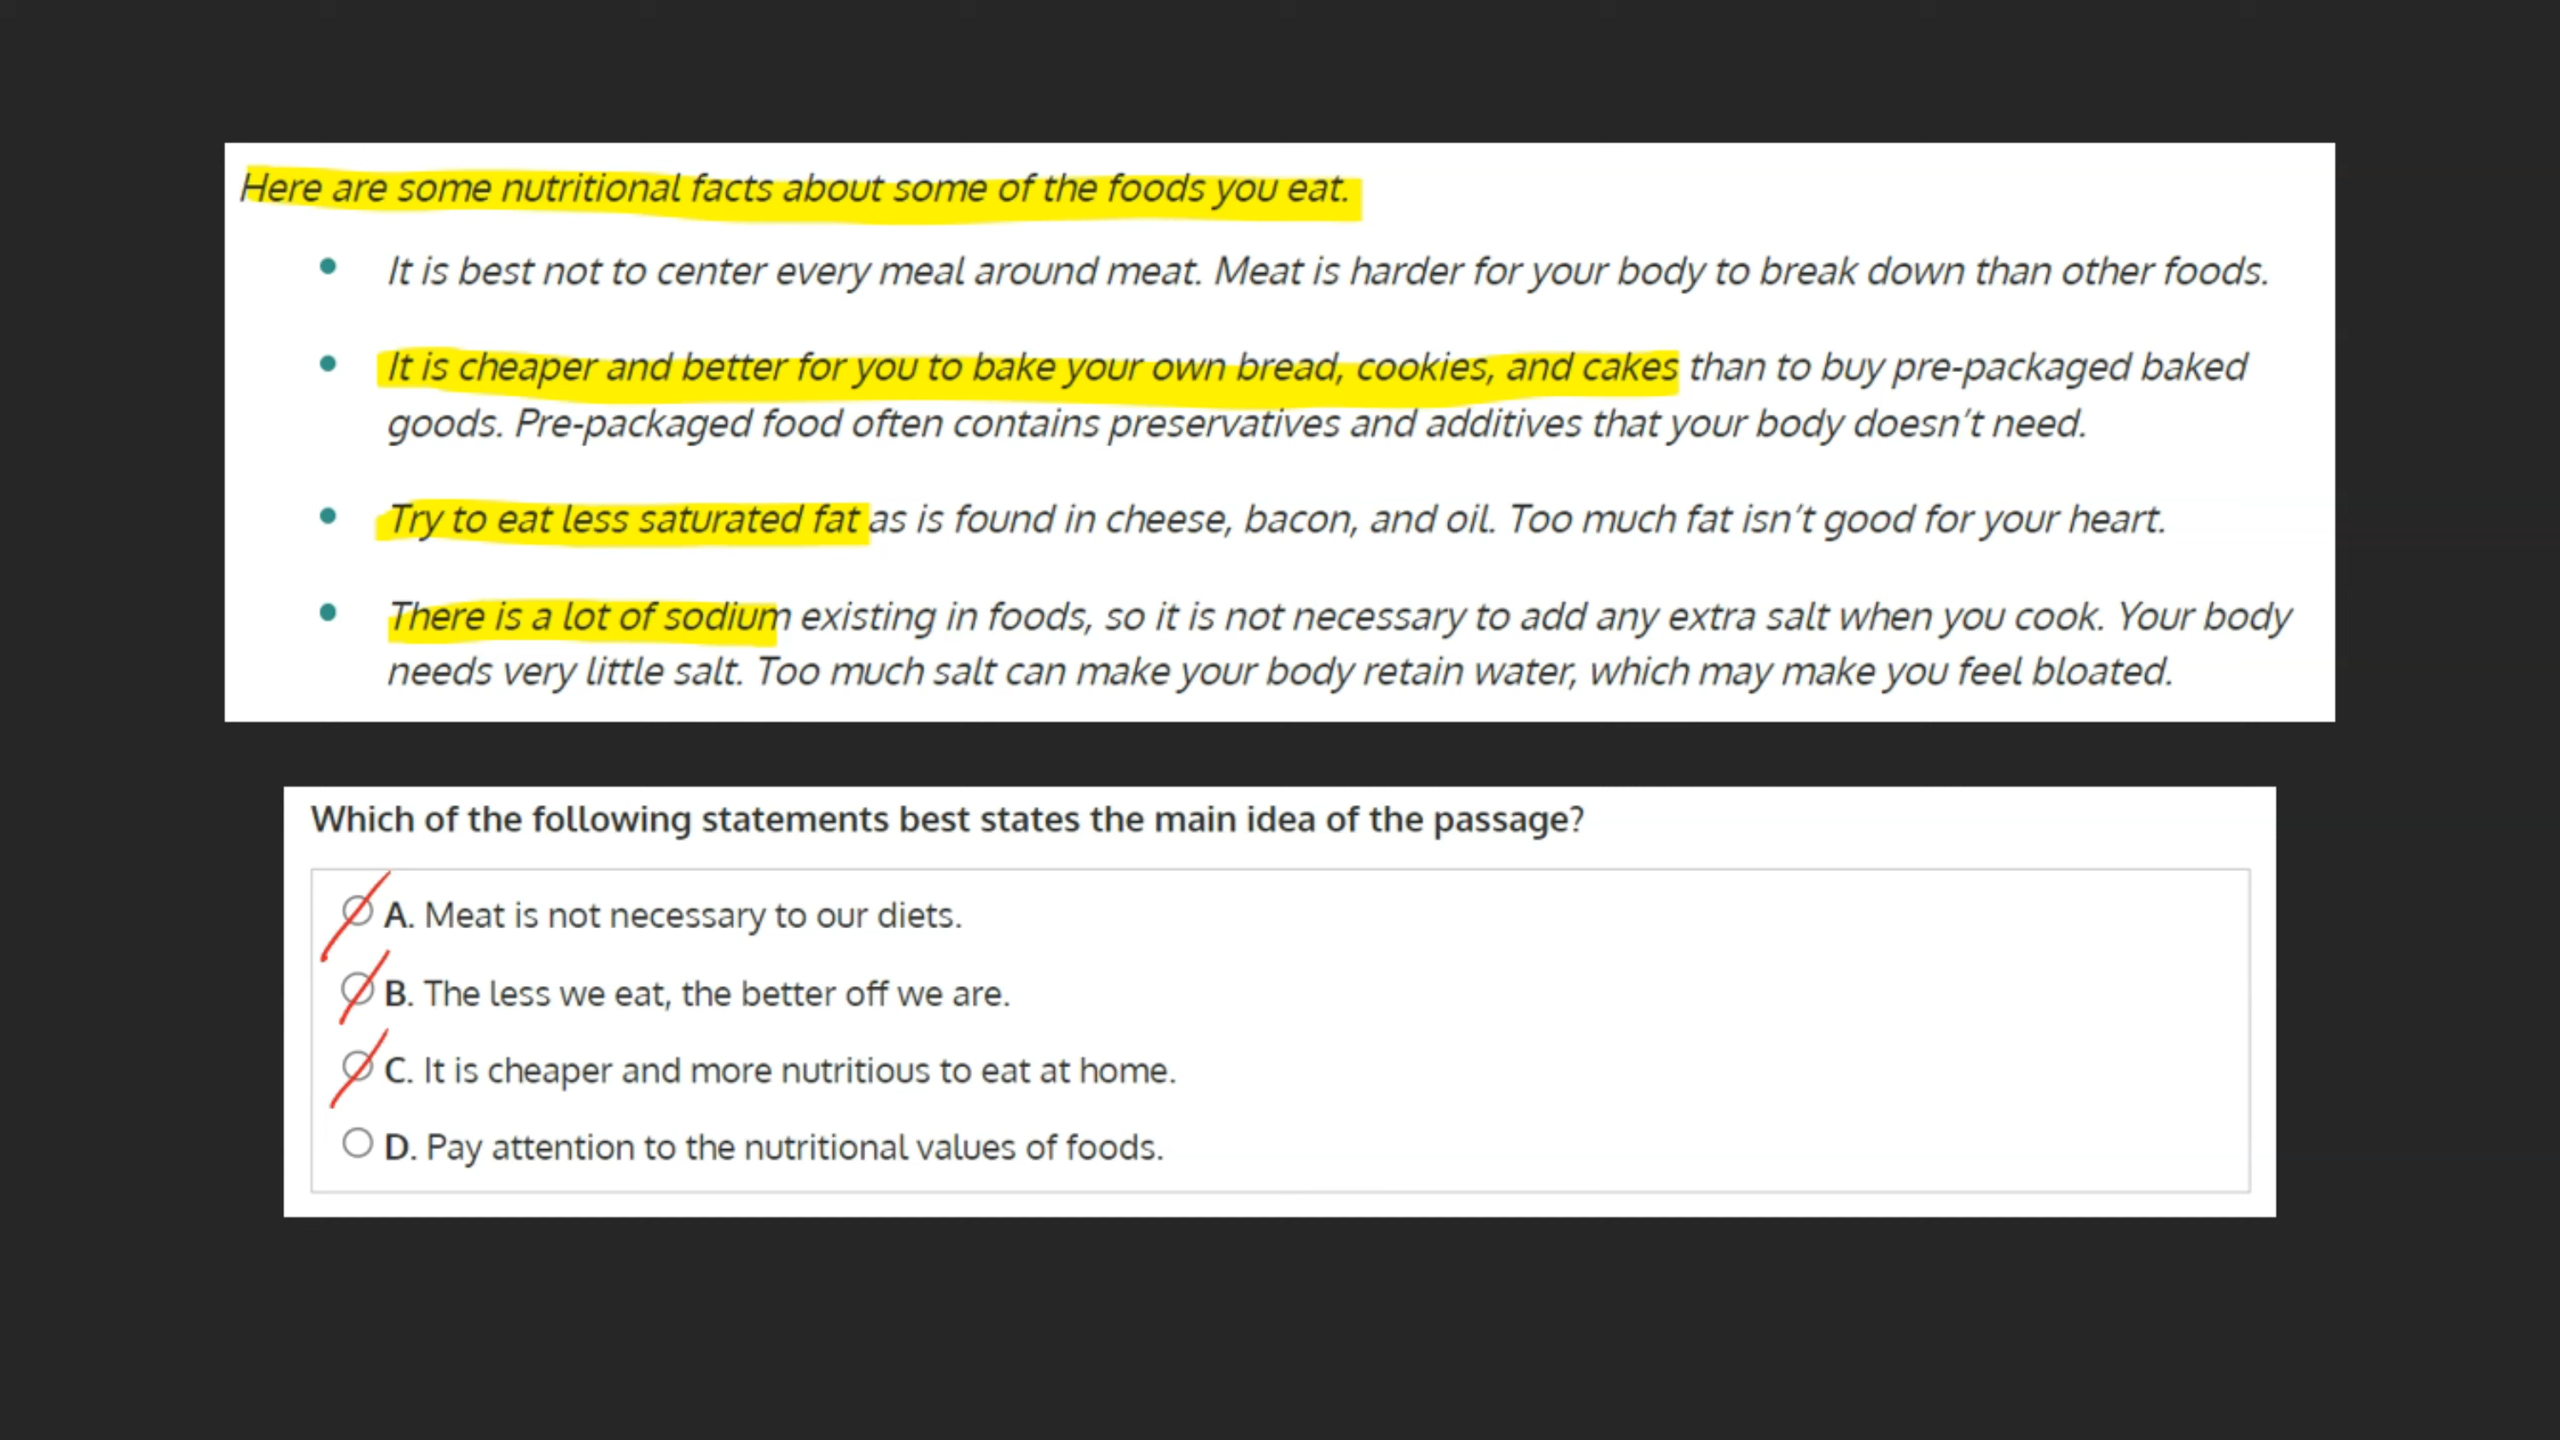 Here are some nutritional facts about some of the foods you eat.
• It is best not to center every meal around meat. Meat is harder for your body to break down than other foods.
• It is cheaper and better for you to bake your own bread, cookies, and cakes than to buy pre-packaged baked
goods. Pre-packaged food often contains preservatives and additives that your body doesn't need.
• Try to eat less saturated fat as is found in cheese, bacon, and oil. Too much fat isn't good for your heart.
• There is a lot of sodium existing in foods, so it is not necessary to add any extra salt when you cook. Your body
needs very little salt. Too much salt can make your body retain water, which may make you feel bloated.
Which of the following statements best states the main idea of the passage?
A. Meat is not necessary to our diets.
B. The less we eat, the better off we are.
C. It is cheaper and more nutritious to eat at home.
D. Pay attention to the nutritional values of foods.